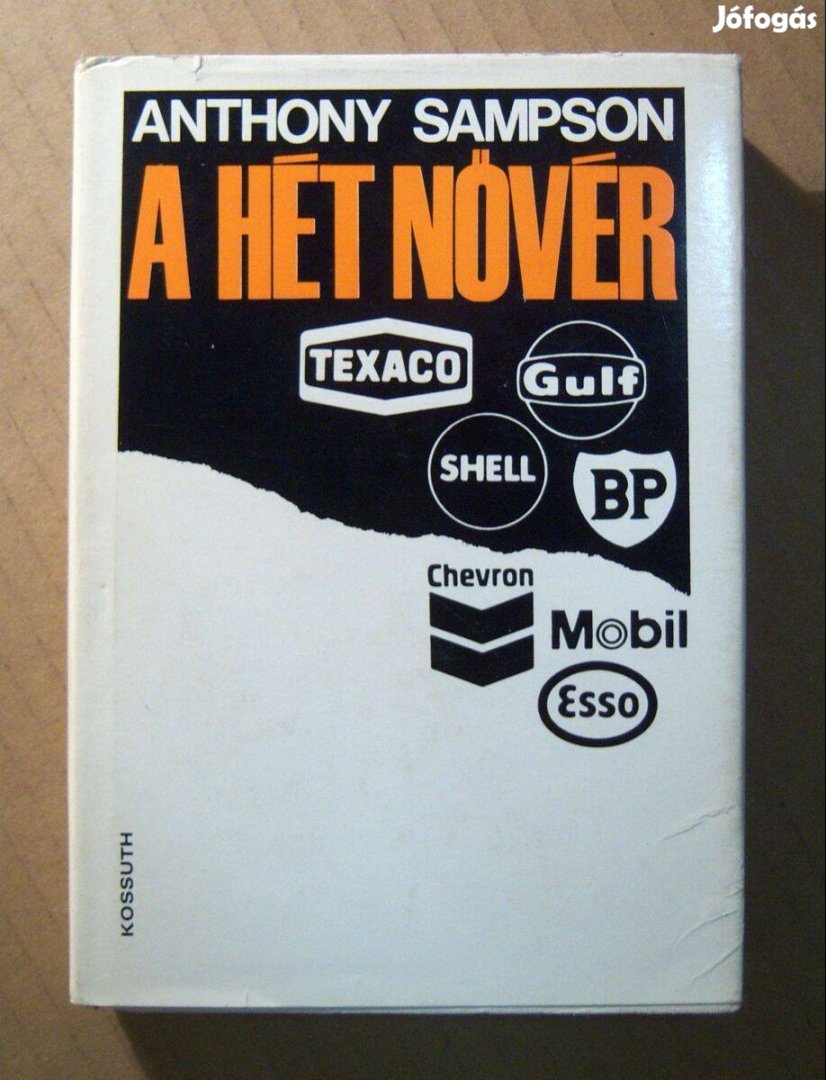 Jófogás
ANTHONY SAMPSON
A HÉT NŐVÉR
TEXACO
Gulf
SHELL
BP
Chevron
Mobil
Esso
KOSSUTH